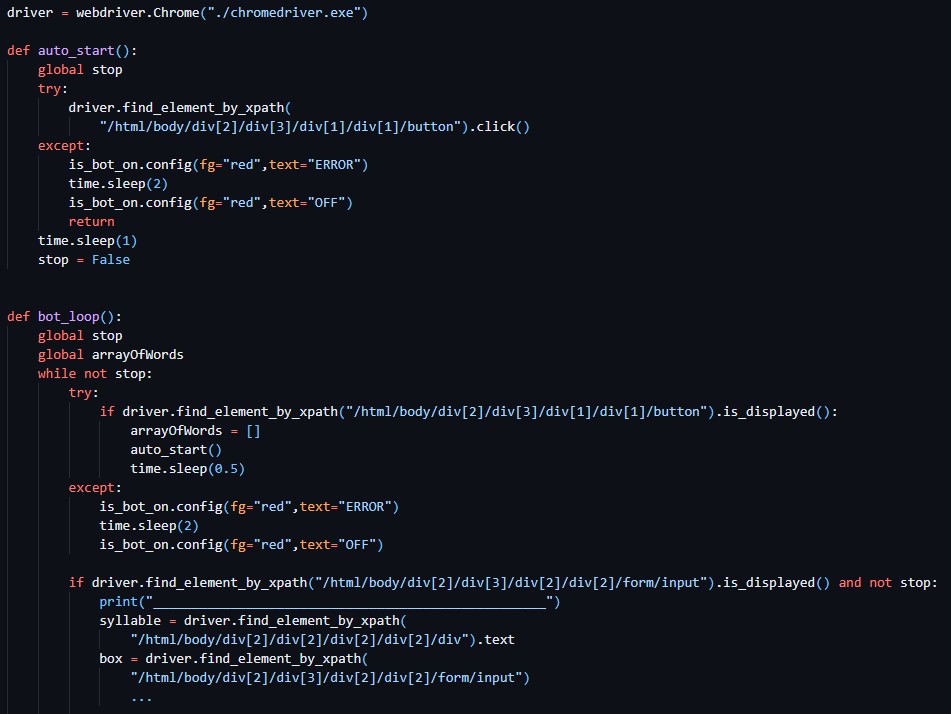 driver = webdriver.Chrome("./chromedriver.exe")
def auto_start():
    global stop
    try:
        driver.find_element_by_xpath(
            "/html/body/div[2]/div[3]/div[1]/div[1]/button").click()
    except:
        is_bot_on.config(fg="red",text="ERROR")
        time.sleep(2)
        is_bot_on.config(fg="red",text="OFF")
        return
    time.sleep(1)
    stop = False
def bot_loop():
    global stop
    global arrayOfWords
    while not stop:
        try:
            if driver.find_element_by_xpath("/html/body/div[2]/div[3]/div[1]/div[1]/button").is_displayed():
                arrayOfWords = []
                auto_start()
                time.sleep(0.5)
        except:
            is_bot_on.config(fg="red",text="ERROR")
            time.sleep(2)
            is_bot_on.config(fg="red",text="OFF")
        if driver.find_element_by_xpath("/html/body/div[2]/div[3]/div[2]/div[2]/form/input").is_displayed() and not stop:
            print("___________________________________________________")
            syllable = driver.find_element_by_xpath(
                "/html/body/div[2]/div[2]/div[2]/div[2]/div").text
            box = driver.find_element_by_xpath(
                "/html/body/div[2]/div[3]/div[2]/div[2]/form/input")
                ...